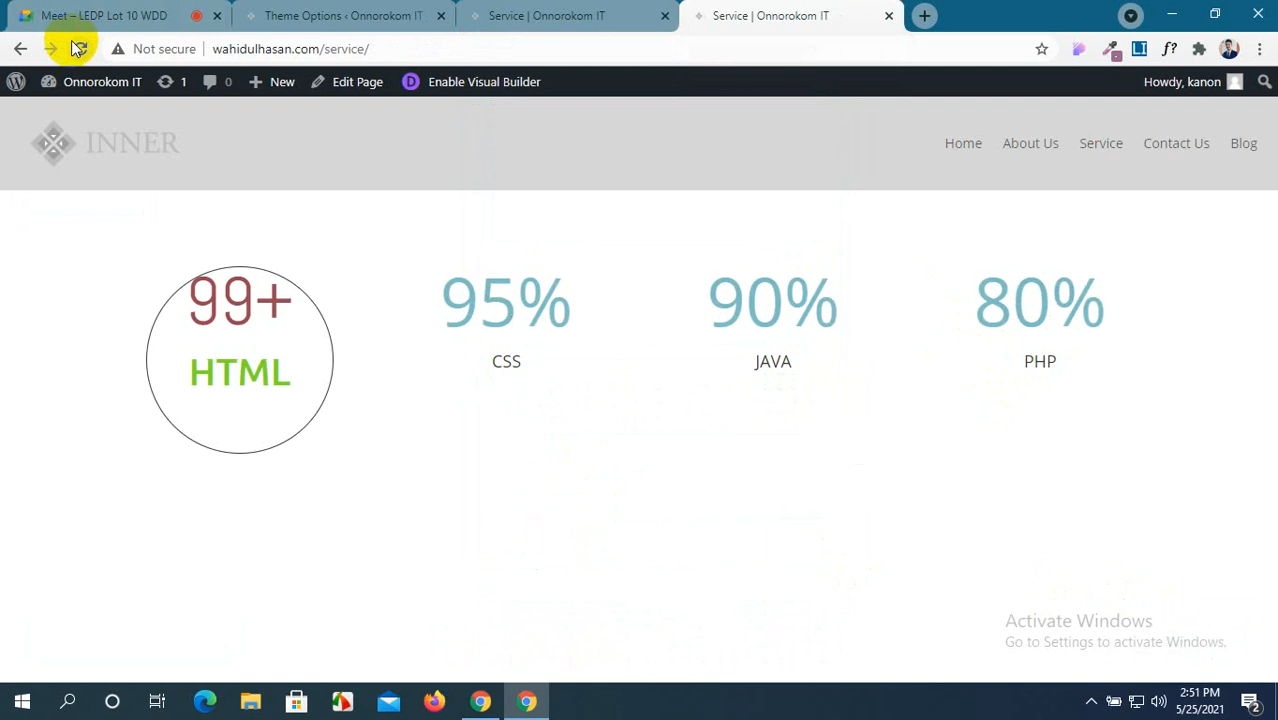 Meet – LEDP Lot 10 WDD
Theme Options ‹ Onnorokom IT
Service | Onnorokom IT
Service | Onnorokom IT
Not secure
wahidulhasan.com/service/
f?
Onnorokom IT
1
0
New
Edit Page
D
Enable Visual Builder
Howdy, kanon
INNER
Home
About Us
Service
Contact Us
Blog
99+
95%
90%
80%
HTML
CSS
JAVA
PHP
Activate Windows
Go to Settings to activate Windows.
2:51 PM
5/25/2021
2